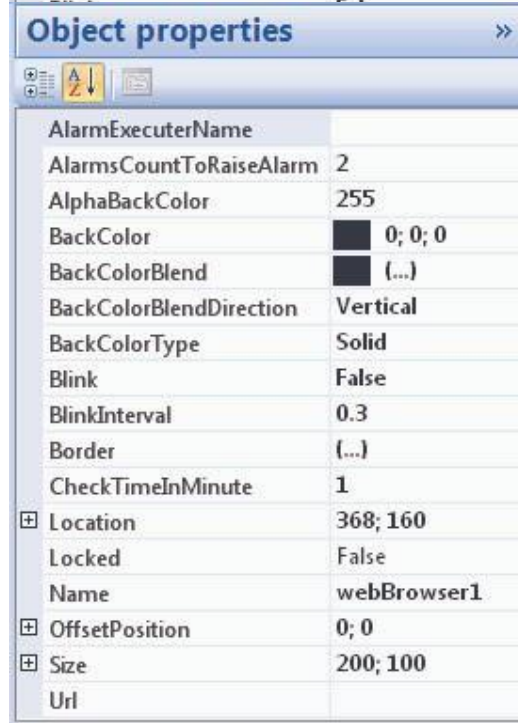 Object properties »
AlarmExecuterName
AlarmsCountToRaiseAlarm 2
AlphaBackColor 255
BackColor 0; 0; 0
BackColorBlend (...)
BackColorBlendDirection Vertical
BackColorType Solid
Blink False
BlinkInterval 0.3
Border (...)
CheckTimeInMinute 1
Location 368; 160
Locked False
Name webBrowser1
OffsetPosition 0; 0
Size 200; 100
Url